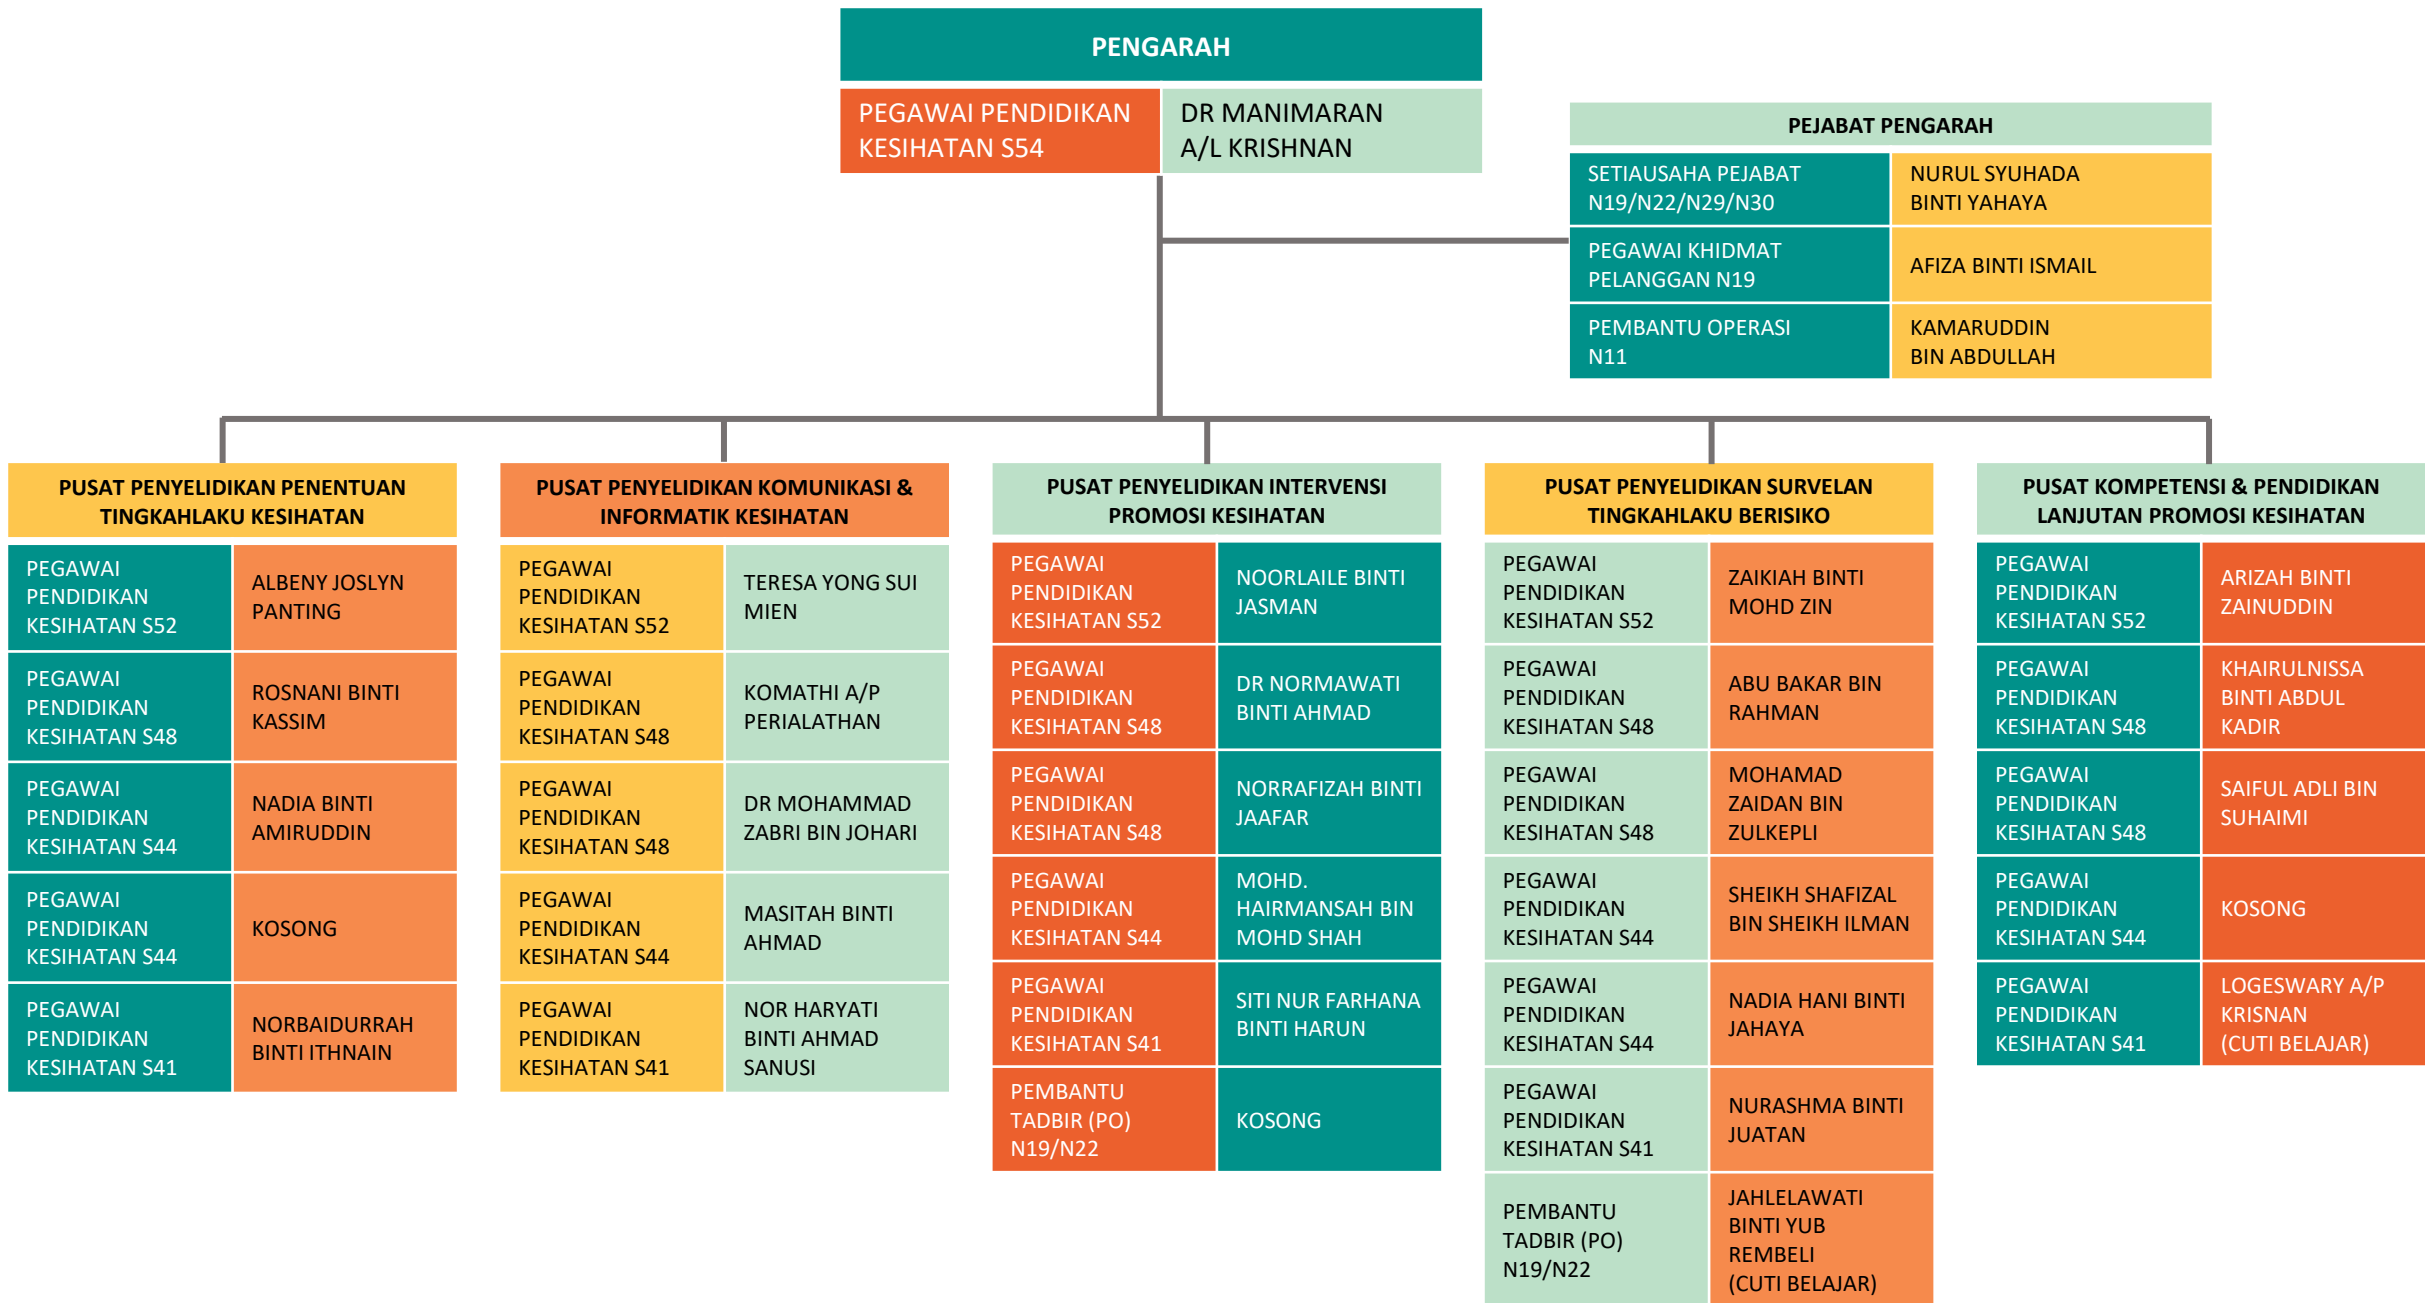 PENGARAH
PEGAWAI PENDIDIKAN
KESIHATAN S54
DR MANIMARAN
A/L KRISHNAN
PEJABAT PENGARAH
SETIAUSAHA PEJABAT
N19/N22/N29/N30
NURUL SYUHADA
BINTI YAHAYA
PEGAWAI KHIDMAT
PELANGGAN N19
AFIZA BINTI ISMAIL
PEMBANTU OPERASI
N11
KAMARUDDIN
BIN ABDULLAH
PUSAT PENYELIDIKAN PENENTUAN
TINGKAHLAKU KESIHATAN
PEGAWAI
PENDIDIKAN
KESIHATAN S52
ALBENY JOSLYN
PANTING
PEGAWAI
PENDIDIKAN
KESIHATAN S48
ROSNANI BINTI
KASSIM
PEGAWAI
PENDIDIKAN
KESIHATAN S44
NADIA BINTI
AMIRUDDIN
PEGAWAI
PENDIDIKAN
KESIHATAN S44
KOSONG
PEGAWAI
PENDIDIKAN
KESIHATAN S41
NORBAIDURRAH
BINTI ITHNAIN
PUSAT PENYELIDIKAN KOMUNIKASI &
INFORMATIK KESIHATAN
PEGAWAI
PENDIDIKAN
KESIHATAN S52
TERESA YONG SUI
MIEN
PEGAWAI
PENDIDIKAN
KESIHATAN S48
KOMATHI A/P
PERIALATHAN
PEGAWAI
PENDIDIKAN
KESIHATAN S48
DR MOHAMMAD
ZABRI BIN JOHARI
PEGAWAI
PENDIDIKAN
KESIHATAN S44
MASITAH BINTI
AHMAD
PEGAWAI
PENDIDIKAN
KESIHATAN S41
NOR HARYATI
BINTI AHMAD
SANUSI
PUSAT PENYELIDIKAN INTERVENSI
PROMOSI KESIHATAN
PEGAWAI
PENDIDIKAN
KESIHATAN S52
NOORLAILE BINTI
JASMAN
PEGAWAI
PENDIDIKAN
KESIHATAN S48
DR NORMAWATI
BINTI AHMAD
PEGAWAI
PENDIDIKAN
KESIHATAN S48
NORRAFIZAH BINTI
JAAFAR
PEGAWAI
PENDIDIKAN
KESIHATAN S44
MOHD.
HAIRMANSAH BIN
MOHD SHAH
PEGAWAI
PENDIDIKAN
KESIHATAN S41
SITI NUR FARHANA
BINTI HARUN
PEMBANTU
TADBIR (PO)
N19/N22
KOSONG
PUSAT PENYELIDIKAN SURVELAN
TINGKAHLAKU BERISIKO
PEGAWAI
PENDIDIKAN
KESIHATAN S52
ZAIKIAH BINTI
MOHD ZIN
PEGAWAI
PENDIDIKAN
KESIHATAN S48
ABU BAKAR BIN
RAHMAN
PEGAWAI
PENDIDIKAN
KESIHATAN S48
MOHAMAD
ZAIDAN BIN
ZULKEPLI
PEGAWAI
PENDIDIKAN
KESIHATAN S44
SHEIKH SHAFIZAL
BIN SHEIKH ILMAN
PEGAWAI
PENDIDIKAN
KESIHATAN S44
NADIA HANI BINTI
JAHAYA
PEGAWAI
PENDIDIKAN
KESIHATAN S41
NURASHMA BINTI
JUATAN
PEMBANTU
TADBIR (PO)
N19/N22
JAHLELAWATI
BINTI YUB
REMBELI
(CUTI BELAJAR)
PUSAT KOMPETENSI & PENDIDIKAN
LANJUTAN PROMOSI KESIHATAN
PEGAWAI
PENDIDIKAN
KESIHATAN S52
ARIZAH BINTI
ZAINUDDIN
PEGAWAI
PENDIDIKAN
KESIHATAN S48
KHAIRULNISSA
BINTI ABDUL
KADIR
PEGAWAI
PENDIDIKAN
KESIHATAN S48
SAIFUL ADLI BIN
SUHAIMI
PEGAWAI
PENDIDIKAN
KESIHATAN S44
KOSONG
PEGAWAI
PENDIDIKAN
KESIHATAN S41
LOGESWARY A/P
KRISNAN
(CUTI BELAJAR)